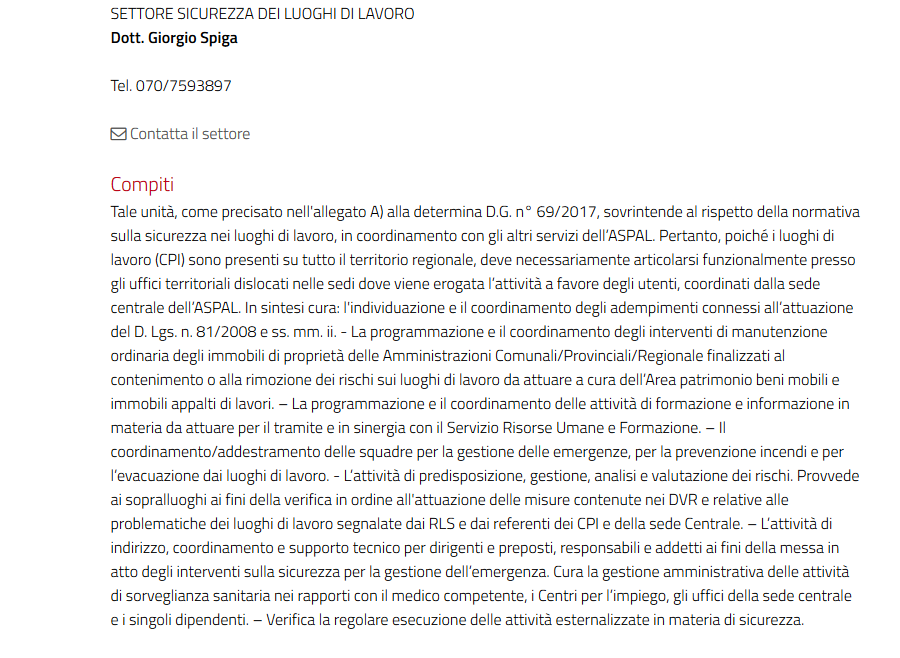 SETTORE SICUREZZA DEI LUOGHI DI LAVORO
Dott. Giorgio Spiga
Tel. 070/7593897
Contatta il settore
Compiti
Tale unità, come precisato nell'allegato A) alla determina D.G. n° 69/2017, sovrintende al rispetto della normativa
sulla sicurezza nei luoghi di lavoro, in coordinamento con gli altri servizi dell’ASPAL. Pertanto, poiché i luoghi di
lavoro (CPI) sono presenti su tutto il territorio regionale, deve necessariamente articolarsi funzionalmente presso
gli uffici territoriali dislocati nelle sedi dove viene erogata l’attività a favore degli utenti, coordinati dalla sede
centrale dell’ASPAL. In sintesi cura: l'individuazione e il coordinamento degli adempimenti connessi all’attuazione
del D. Lgs. n. 81/2008 e ss. mm. ii. - La programmazione e il coordinamento degli interventi di manutenzione
ordinaria degli immobili di proprietà delle Amministrazioni Comunali/Provinciali/Regionale finalizzati al
contenimento o alla rimozione dei rischi sui luoghi di lavoro da attuare a cura dell’Area patrimonio beni mobili e
immobili appalti di lavori. – La programmazione e il coordinamento delle attività di formazione e informazione in
materia da attuare per il tramite e in sinergia con il Servizio Risorse Umane e Formazione. – Il
coordinamento/addestramento delle squadre per la gestione delle emergenze, per la prevenzione incendi e per
l’evacuazione dai luoghi di lavoro. - L’attività di predisposizione, gestione, analisi e valutazione dei rischi. Provvede
ai sopralluoghi ai fini della verifica in ordine all’attuazione delle misure contenute nei DVR e relative alle
problematiche dei luoghi di lavoro segnalate dai RLS e dai referenti dei CPI e della sede Centrale. – L’attività di
indirizzo, coordinamento e supporto tecnico per dirigenti e preposti, responsabili e addetti ai fini della messa in
atto degli interventi sulla sicurezza per la gestione dell’emergenza. Cura la gestione amministrativa delle attività
di sorveglianza sanitaria nei rapporti con il medico competente, i Centri per l’impiego, gli uffici della sede centrale
e i singoli dipendenti. – Verifica la regolare esecuzione delle attività esternalizzate in materia di sicurezza.